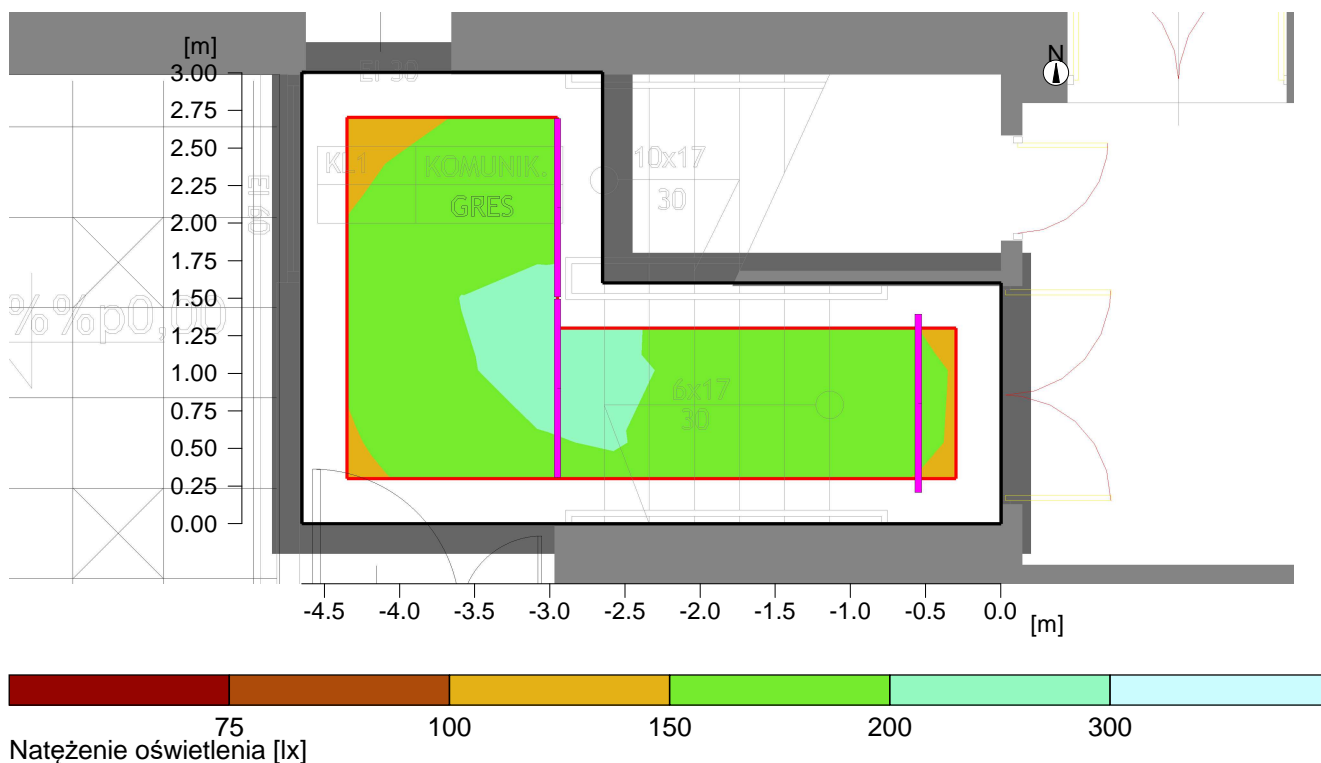 [m]
N
EI 30
3.00
2.75
2.50
2.25
2.00
1.75
1.50
1.25
1.00
0.75
0.50
0.25
0.00
KL1 KOMUNIK.
GRES
10x17
30
EI 60
%%p0,00
6x17
30
-4.5 -4.0 -3.5 -3.0 -2.5 -2.0 -1.5 -1.0 -0.5 0.0
[m]
75 100 150 200 300
Natężenie oświetlenia [lx]